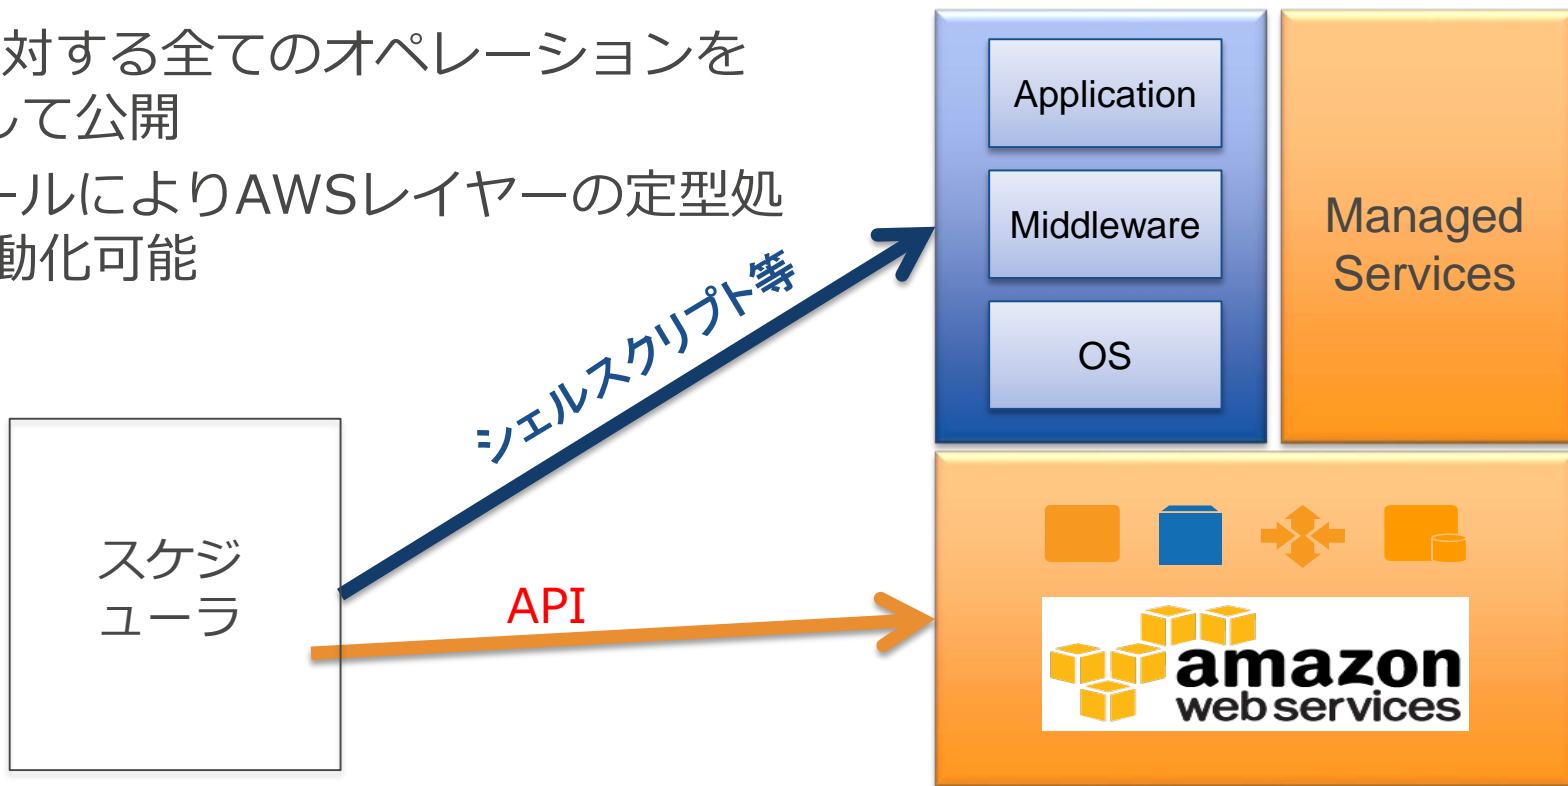 対する全てのオペレーションを
して公開
ールによりAWSレイヤーの定型処
動化可能
シェルスクリプト等
API
スケジ
ューラ
Application
Middleware
OS
Managed
Services
amazon
web services